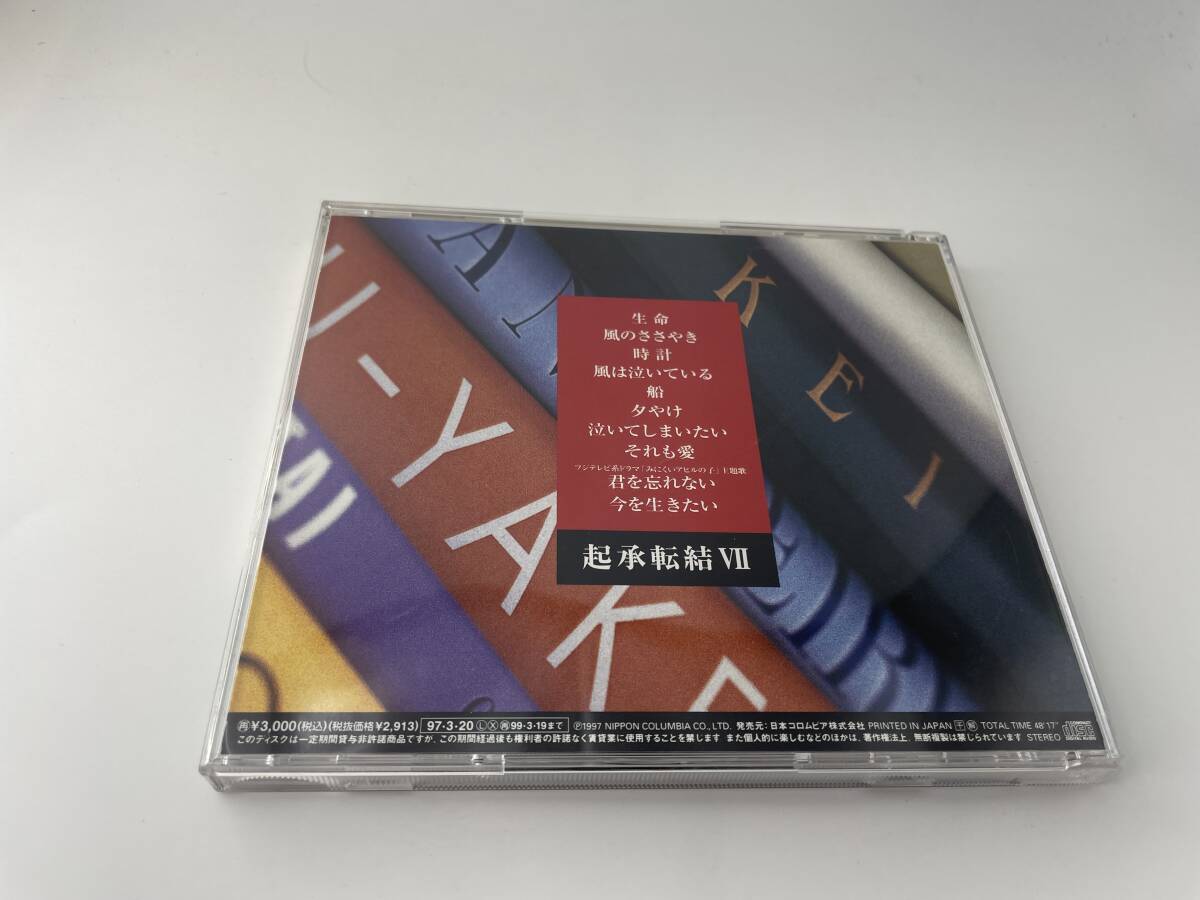 生命
風のささやき
時計
風は泣いている
船
夕やけ
泣いてしまいたい
それも愛
フジテレビ系ドラマ「みにくいアヒルの子」主題歌
君を忘れない
今を生きたい
起承転結 VII
KEI
U-YAKE
TAI
再¥3,000(税込)(税抜価格¥2,913) 97・3・20 Ⓛ Ⓧ 再99・3・19まで ℗1997 NIPPON COLUMBIA CO., LTD. 発売元：日本コロムビア株式会社 PRINTED IN JAPAN TOTAL TIME 48'17"
このディスクは一定期間貸与非許諾商品ですが、この期間経過後も権利者の許諾なく賃貸業に使用することを禁じます また個人的に楽しむなどのほかは、著作権法上、無断複製は禁じられています STEREO
disc
DIGITAL AUDIO